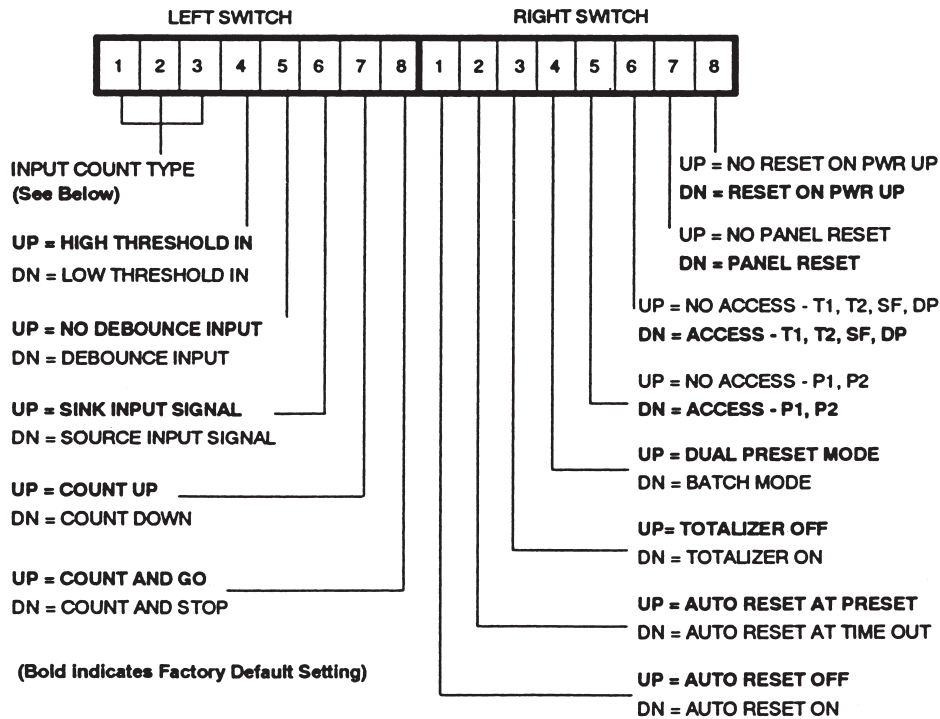 LEFT SWITCH
RIGHT SWITCH
1 2 3 4 5 6 7 8 1 2 3 4 5 6 7 8
INPUT COUNT TYPE
(See Below)
UP = HIGH THRESHOLD IN
DN = LOW THRESHOLD IN
UP = NO DEBOUNCE INPUT
DN = DEBOUNCE INPUT
UP = SINK INPUT SIGNAL
DN = SOURCE INPUT SIGNAL
UP = COUNT UP
DN = COUNT DOWN
UP = COUNT AND GO
DN = COUNT AND STOP
(Bold Indicates Factory Default Setting)
UP = NO RESET ON PWR UP
DN = RESET ON PWR UP
UP = NO PANEL RESET
DN = PANEL RESET
UP = NO ACCESS - T1, T2, SF, DP
DN = ACCESS - T1, T2, SF, DP
UP = NO ACCESS - P1, P2
DN = ACCESS - P1, P2
UP = DUAL PRESET MODE
DN = BATCH MODE
UP= TOTALIZER OFF
DN = TOTALIZER ON
UP = AUTO RESET AT PRESET
DN = AUTO RESET AT TIME OUT
UP = AUTO RESET OFF
DN = AUTO RESET ON